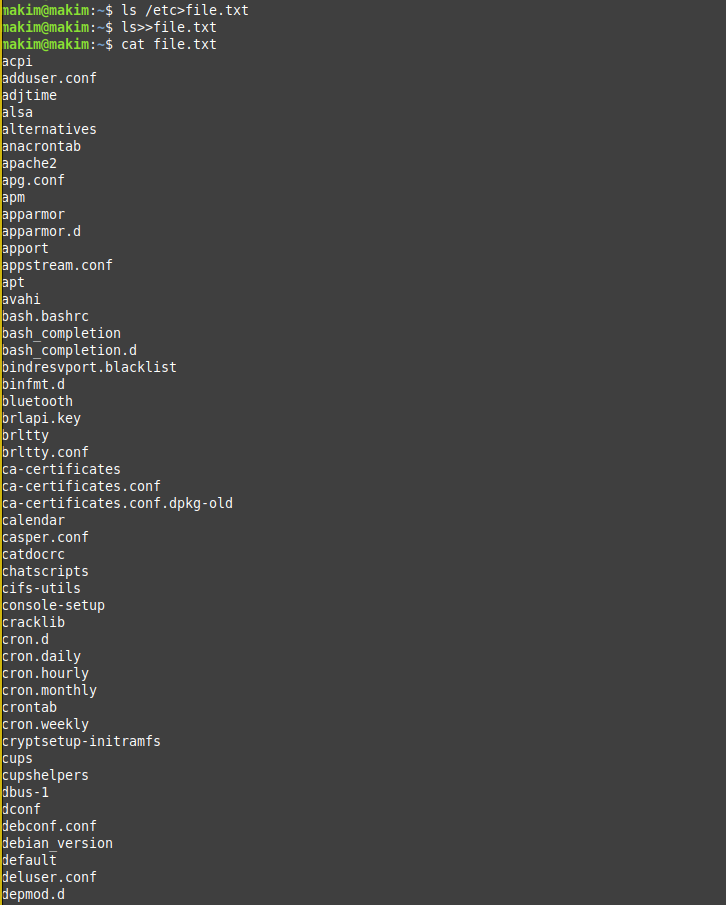 makim@makim:~$ ls /etc>file.txt
makim@makim:~$ ls>>file.txt
makim@makim:~$ cat file.txt
acpi
adduser.conf
adjtime
alsa
alternatives
anacrontab
apache2
apg.conf
apm
apparmor
apparmor.d
apport
appstream.conf
apt
avahi
bash.bashrc
bash_completion
bash_completion.d
bindresvport.blacklist
binfmt.d
bluetooth
brlapi.key
brltty
brltty.conf
ca-certificates
ca-certificates.conf
ca-certificates.conf.dpkg-old
calendar
casper.conf
catdocrc
chatscripts
cifs-utils
console-setup
cracklib
cron.d
cron.daily
cron.hourly
cron.monthly
crontab
cron.weekly
cryptsetup-initramfs
cups
cupshelpers
dbus-1
dconf
debconf.conf
debian_version
default
deluser.conf
depmod.d